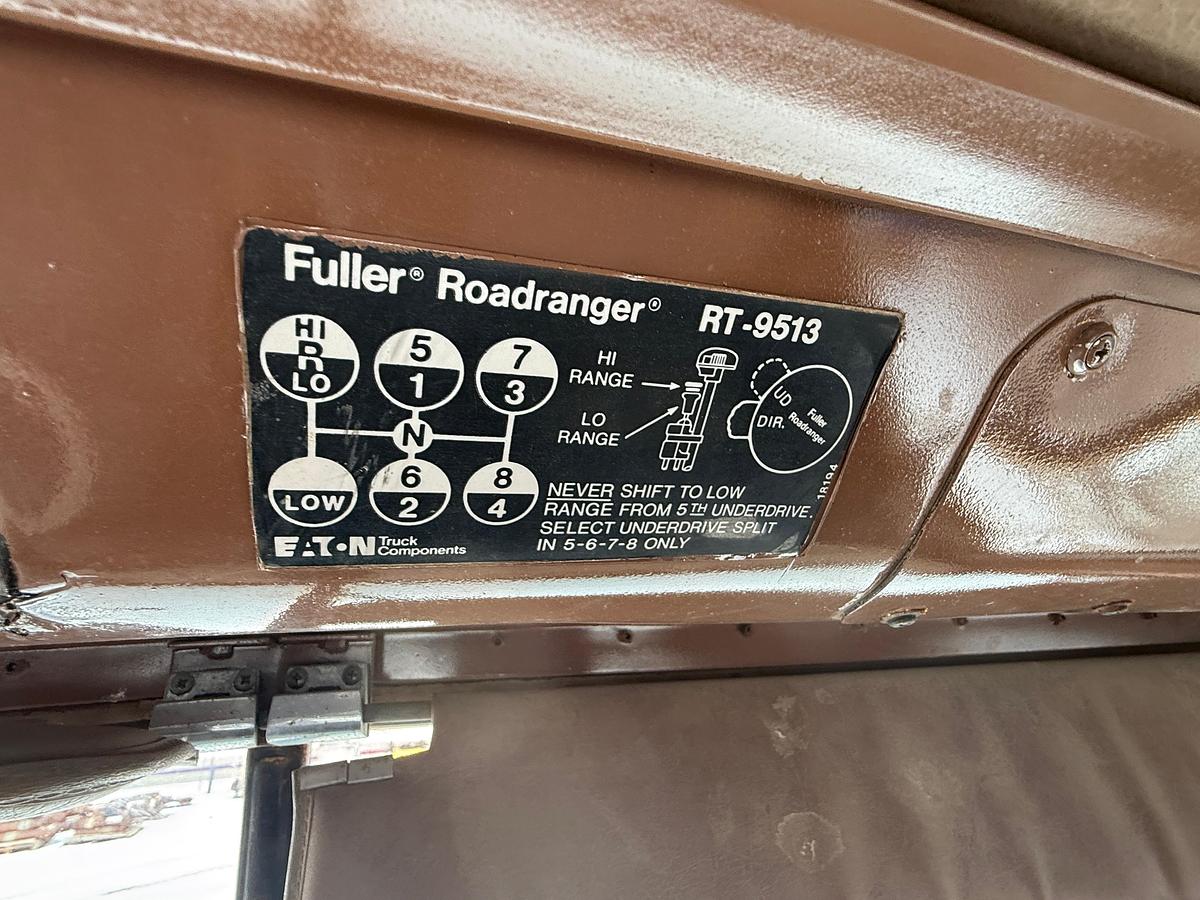 Fuller® Roadranger® RT-9513
HI
R
LO
5
1
7
3
HI
RANGE
LO
RANGE
N
LOW
6
2
8
4
UD
DIR.
Fuller
Roadranger
18194
NEVER SHIFT TO LOW
RANGE FROM 5TH UNDERDRIVE.
SELECT UNDERDRIVE SPLIT
IN 5-6-7-8 ONLY
EATON Truck
Components